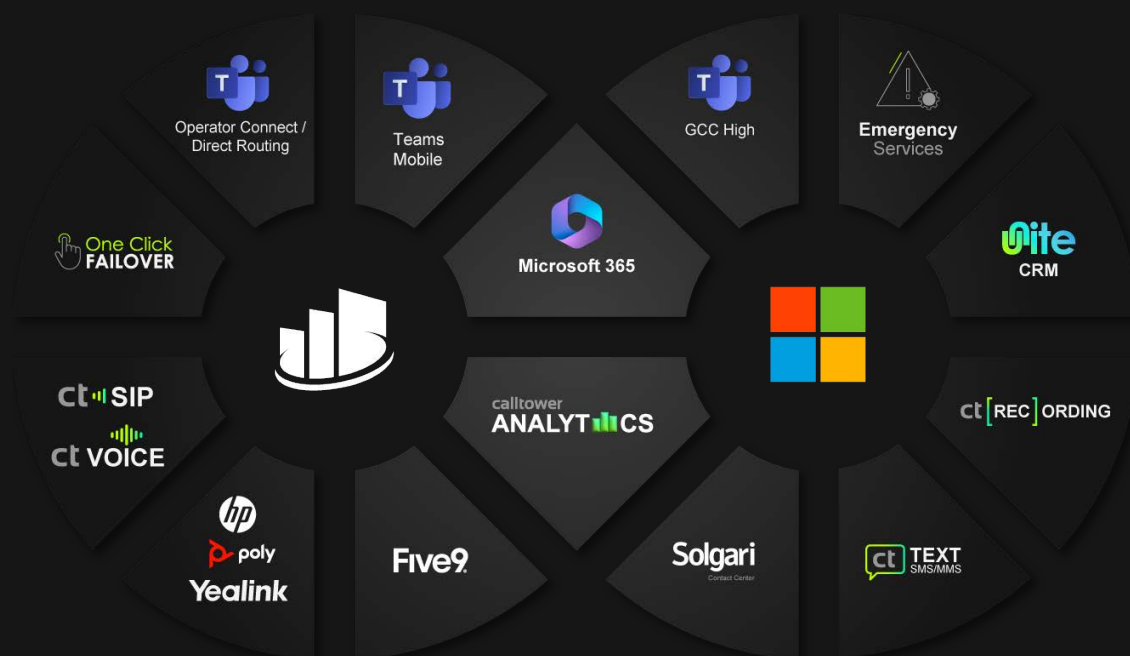 T
Operator Connect /
Direct Routing
T
Teams
Mobile
T
GCC High
Emergency
Services
One Click
FAILOVER
Microsoft 365
Unite
CRM
ct SIP
ct VOICE
calltower
ANALYTICS
ct [REC] ORDING
hp
poly
Yealink
Five9
Solgari
Contact Center
ct TEXT
SMS/MMS